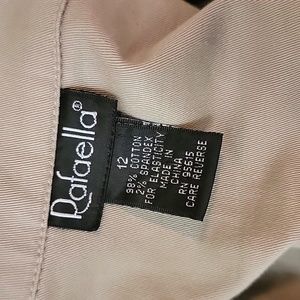 Rafaella®
12
98% COTTON
2% SPANDEX
FOR ELASTICITY
MADE IN
CHINA
RN 95615
CARE REVERSE